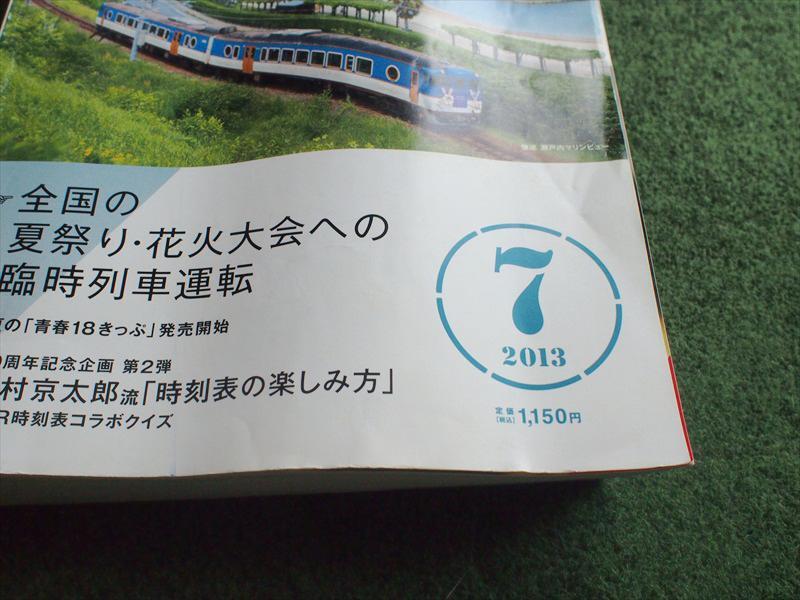 快速 瀬戸内マリンビュー
全国の
夏祭り・花火大会への
臨時列車運転
の「青春18きっぷ」発売開始
周年記念企画 第2弾
村京太郎流「時刻表の楽しみ方」
R時刻表コラボクイズ
7
2013
定価
[税込]
1,150円